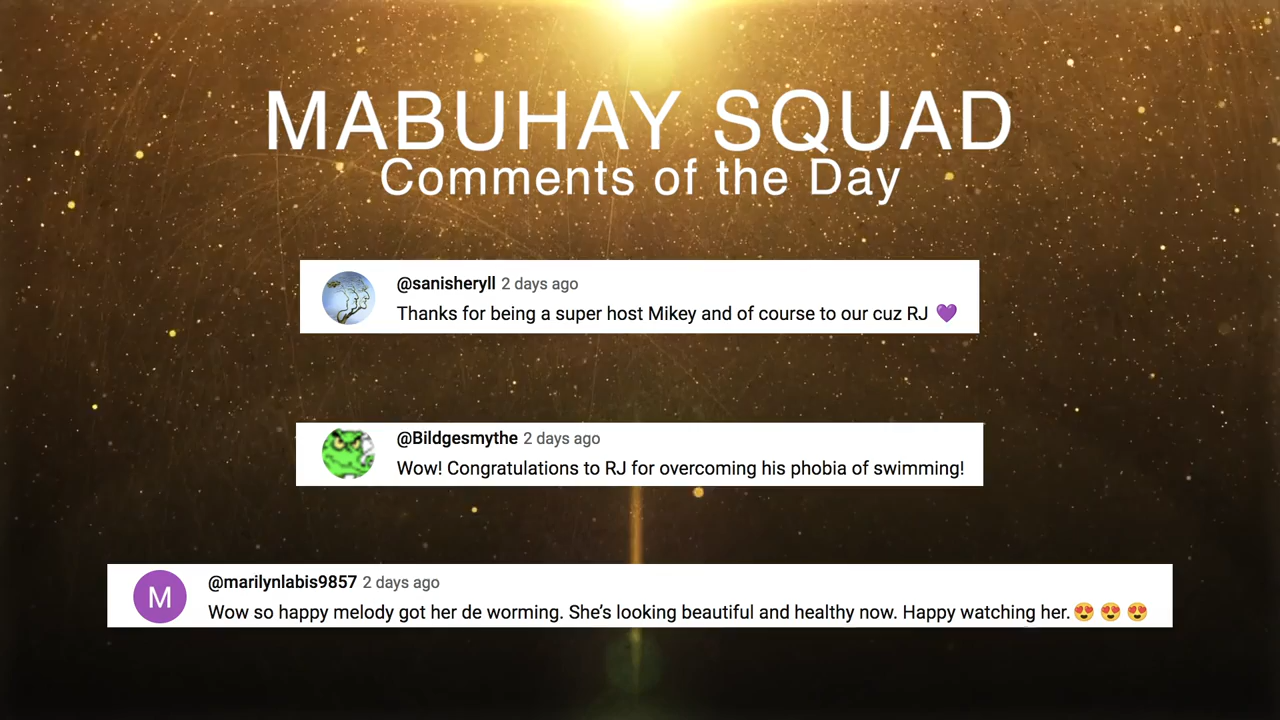 MABUHAY SQUAD
Comments of the Day
@sanisheryll 2 days ago
Thanks for being a super host Mikey and of course to our cuz RJ 💜
@Bildgesmythe 2 days ago
Wow! Congratulations to RJ for overcoming his phobia of swimming!
M
@marilynlabis9857 2 days ago
Wow so happy melody got her de worming. She's looking beautiful and healthy now. Happy watching her. 😍 😍 😍